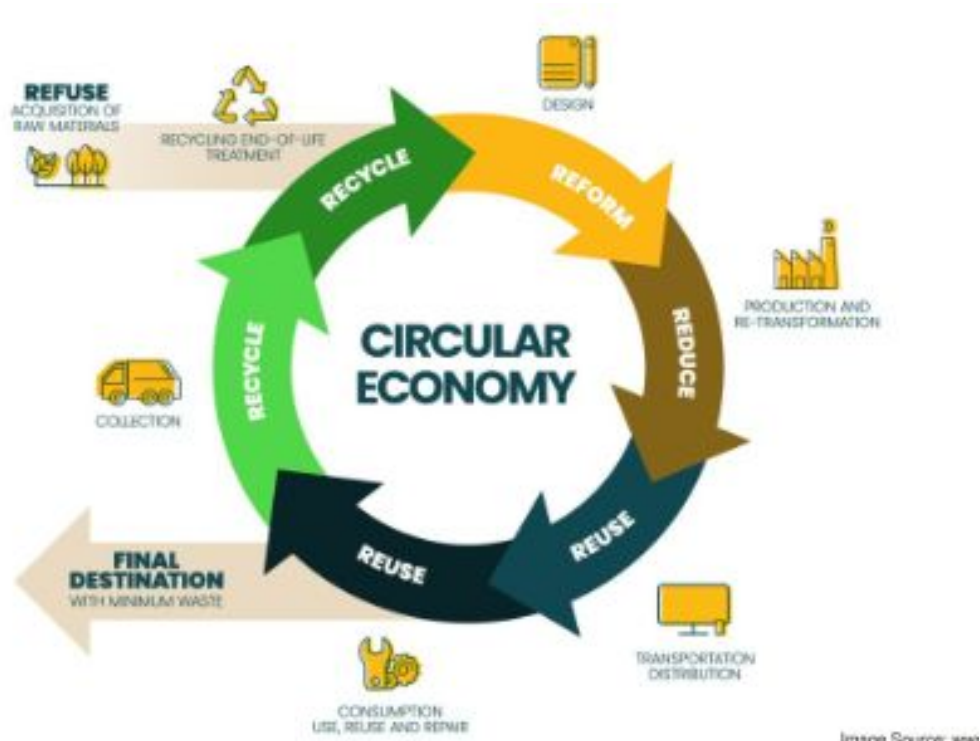 REFUSE
ACQUISITION OF
RAW MATERIALS
RECYCLING END-OF-LIFE
TREATMENT
DESIGN
RECYCLE
REFORM
PRODUCTION AND
RE-TRANSFORMATION
CIRCULAR
ECONOMY
REDUCE
RECYCLE
COLLECTION
REUSE
REUSE
FINAL
DESTINATION
WITH MINIMUM WASTE
TRANSPORTATION
DISTRIBUTION
CONSUMPTION
USE, REUSE AND REPAIR
Image Source: